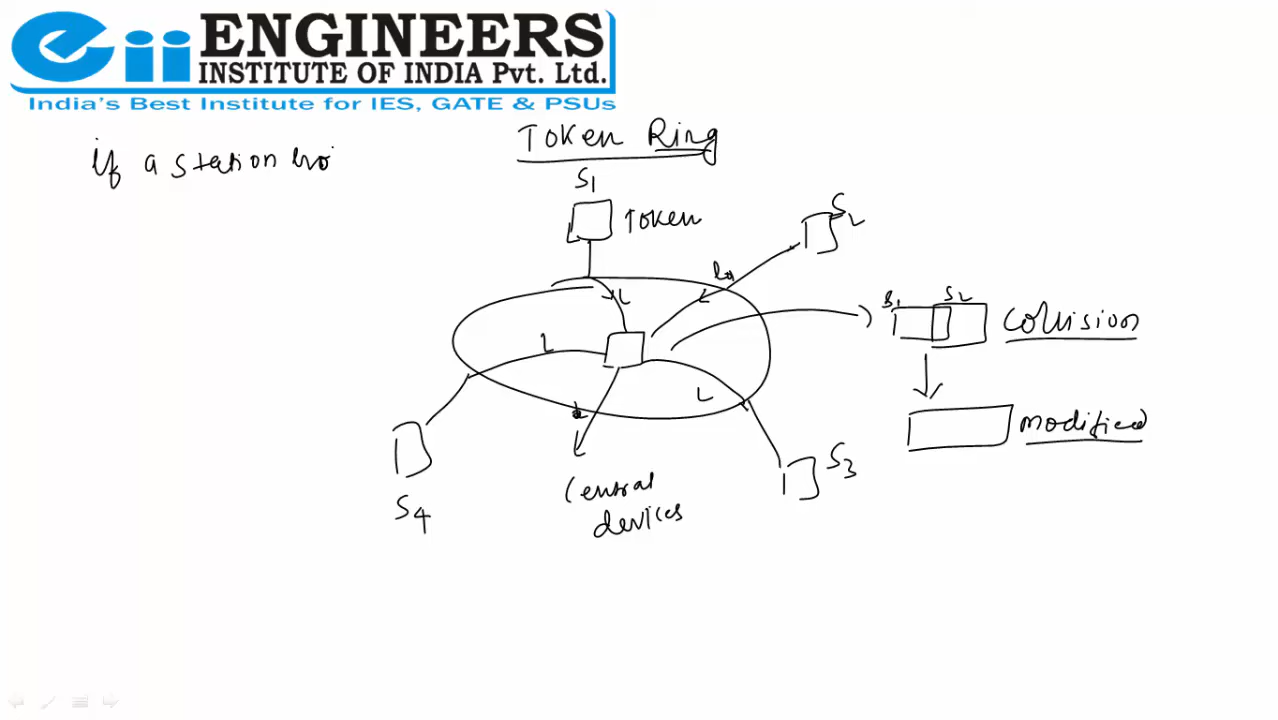 eii ENGINEERS
INSTITUTE OF INDIA Pvt. Ltd.
India's Best Institute for IES, GATE & PSUs
Token Ring
if a station
S1
Token
S2
L
L
L
S1 S2
Collision
modified
S3
S4
Central
devices